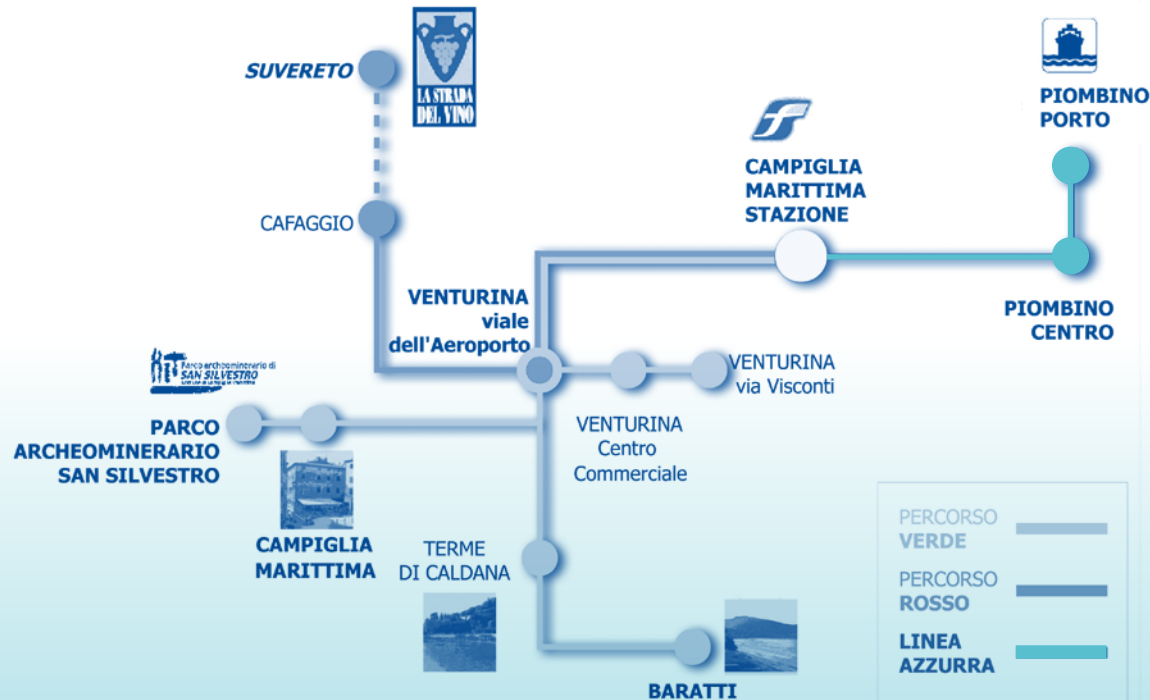 SUVERETO
LA STRADA
DEL VINO
PIOMBINO
PORTO
CAMPIGLIA
MARITTIMA
STAZIONE
CAFAGGIO
VENTURINA
viale
dell'Aeroporto
PIOMBINO
CENTRO
Parco archeominerario di
SAN SILVESTRO
VENTURINA
via Visconti
PARCO
ARCHEOMINERARIO
SAN SILVESTRO
VENTURINA
Centro
Commerciale
CAMPIGLIA
MARITTIMA
TERME
DI CALDANA
BARATTI
PERCORSO
VERDE
PERCORSO
ROSSO
LINEA
AZZURRA